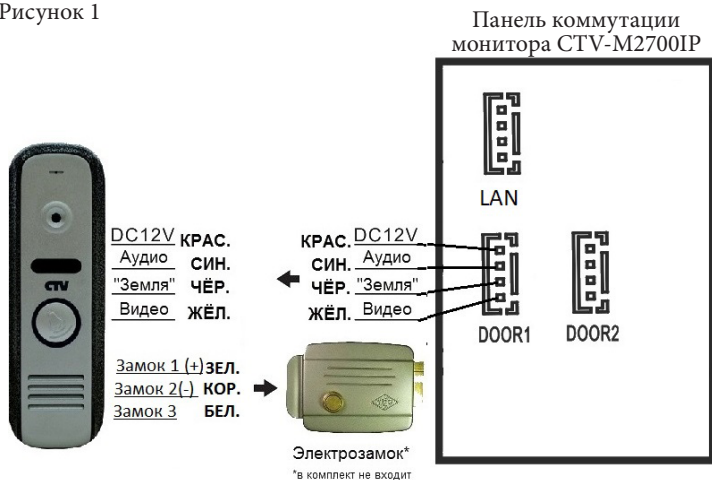 Рисунок 1
Панель коммутации
монитора CTV-M2700IP
LAN
DC12V КРАС.
Аудио СИН.
"Земля" ЧЁР.
Видео ЖЁЛ.
КРАС. DC12V
СИН. Аудио
ЧЁР. "Земля"
ЖЁЛ. Видео
DOOR1
DOOR2
CTV
Замок 1 (+) ЗЕЛ.
Замок 2(-) КОР.
Замок 3 БЕЛ.
Электрозамок*
*в комплект не входит